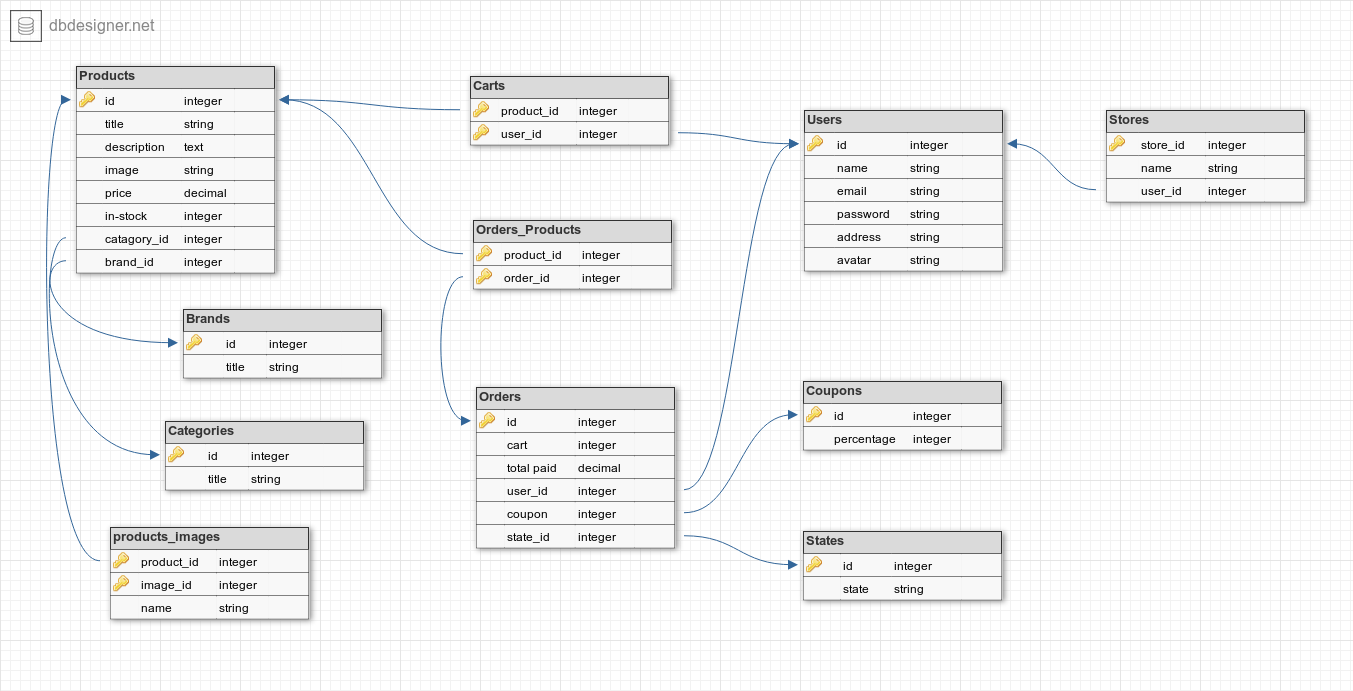 dbdesigner.net
Products
id integer
title string
description text
image string
price decimal
in-stock integer
catagory_id integer
brand_id integer
Brands
id integer
title string
Categories
id integer
title string
products_images
product_id integer
image_id integer
name string
Carts
product_id integer
user_id integer
Orders_Products
product_id integer
order_id integer
Orders
id integer
cart integer
total paid decimal
user_id integer
coupon integer
state_id integer
Users
id integer
name string
email string
password string
address string
avatar string
Coupons
id integer
percentage integer
States
id integer
state string
Stores
store_id integer
name string
user_id integer